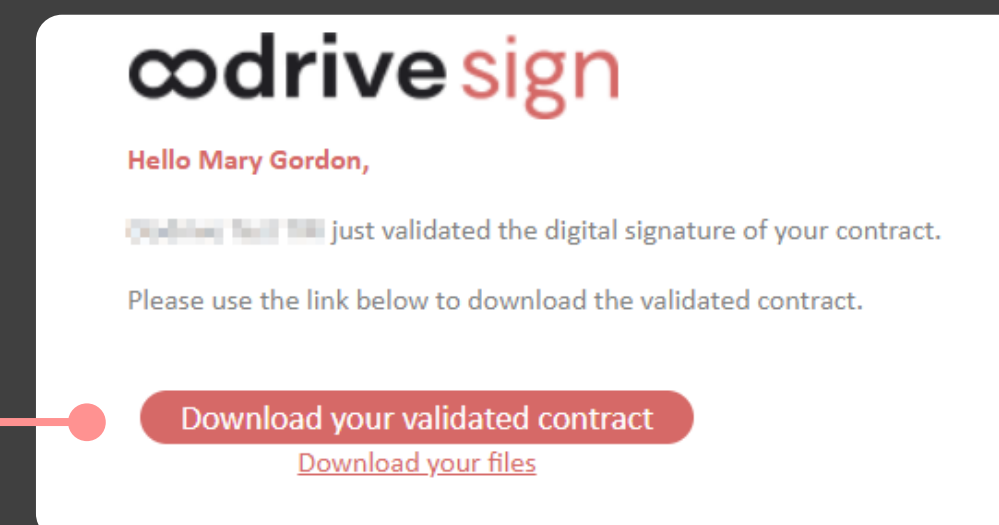 oodrive sign
Hello Mary Gordon,
just validated the digital signature of your contract.
Please use the link below to download the validated contract.
Download your validated contract
Download your files